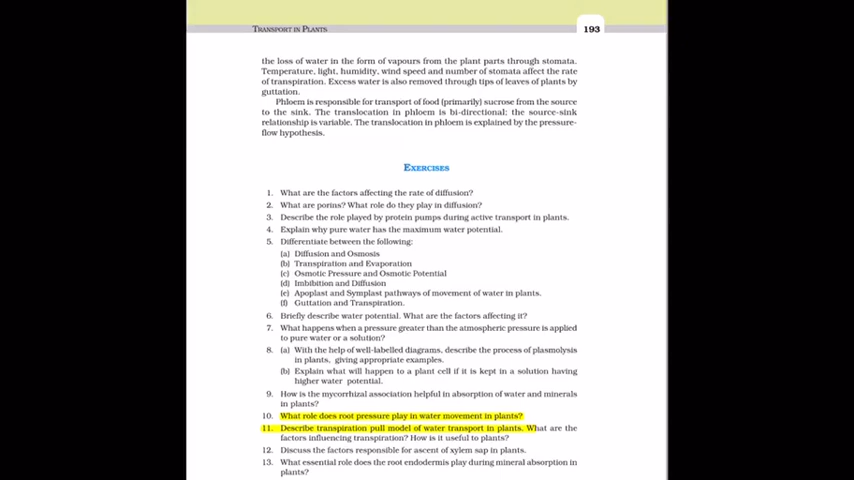 TRANSPORT IN PLANTS
193
the loss of water in the form of vapours from the plant parts through stomata.
Temperature, light, humidity, wind speed and number of stomata affect the rate
of transpiration. Excess water is also removed through tips of leaves of plants by
guttation.
Phloem is responsible for transport of food (primarily) sucrose from the source
to the sink. The translocation in phloem is bi-directional; the source-sink
relationship is variable. The translocation in phloem is explained by the pressure-
flow hypothesis.
EXERCISES
1. What are the factors affecting the rate of diffusion?
2. What are porins? What role do they play in diffusion?
3. Describe the role played by protein pumps during active transport in plants.
4. Explain why pure water has the maximum water potential.
5. Differentiate between the following:
(a) Diffusion and Osmosis
(b) Transpiration and Evaporation
(c) Osmotic Pressure and Osmotic Potential
(d) Imbibition and Diffusion
(e) Apoplast and Symplast pathways of movement of water in plants.
(f) Guttation and Transpiration.
6. Briefly describe water potential. What are the factors affecting it?
7. What happens when a pressure greater than the atmospheric pressure is applied
to pure water or a solution?
8. (a) With the help of well-labelled diagrams, describe the process of plasmolysis
in plants, giving appropriate examples.
(b) Explain what will happen to a plant cell if it is kept in a solution having
higher water potential.
9. How is the mycorrhizal association helpful in absorption of water and minerals
in plants?
10. What role does root pressure play in water movement in plants?
11. Describe transpiration pull model of water transport in plants. What are the
factors influencing transpiration? How is it useful to plants?
12. Discuss the factors responsible for ascent of xylem sap in plants.
13. What essential role does the root endodermis play during mineral absorption in
plants?